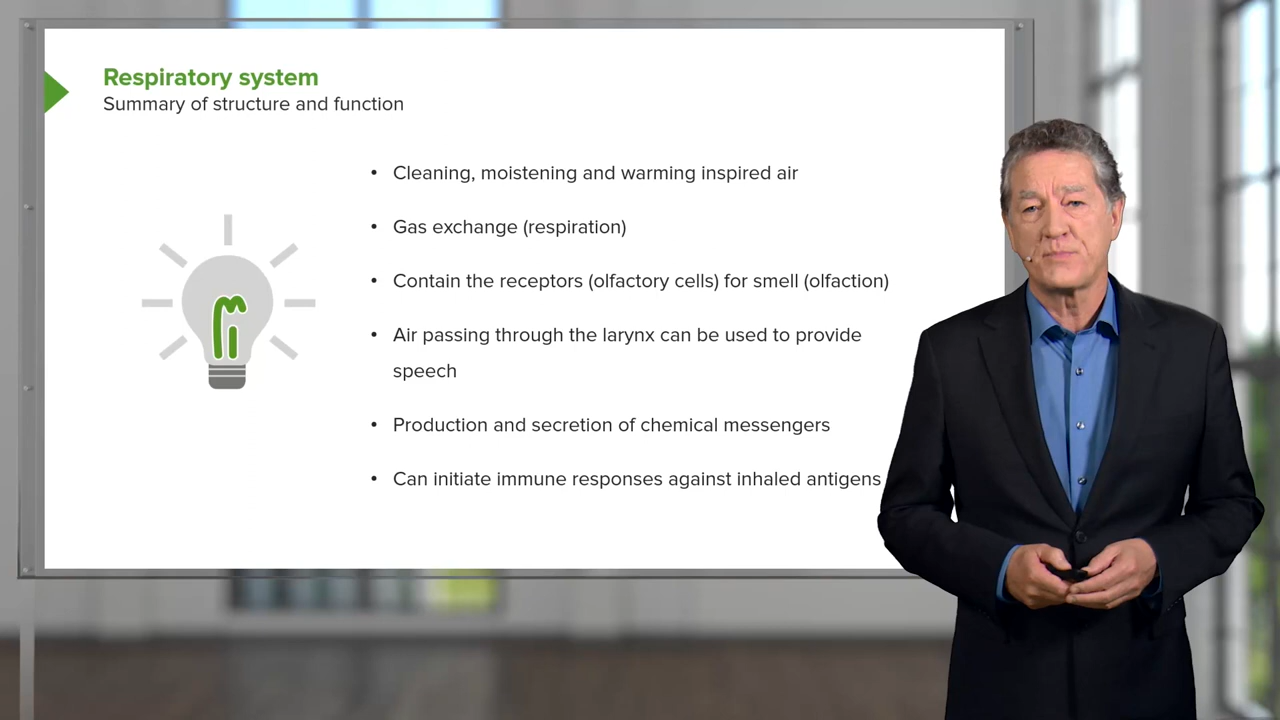 Respiratory system
Summary of structure and function
• Cleaning, moistening and warming inspired air
• Gas exchange (respiration)
• Contain the receptors (olfactory cells) for smell (olfaction)
• Air passing through the larynx can be used to provide
speech
• Production and secretion of chemical messengers
• Can initiate immune responses against inhaled antigens